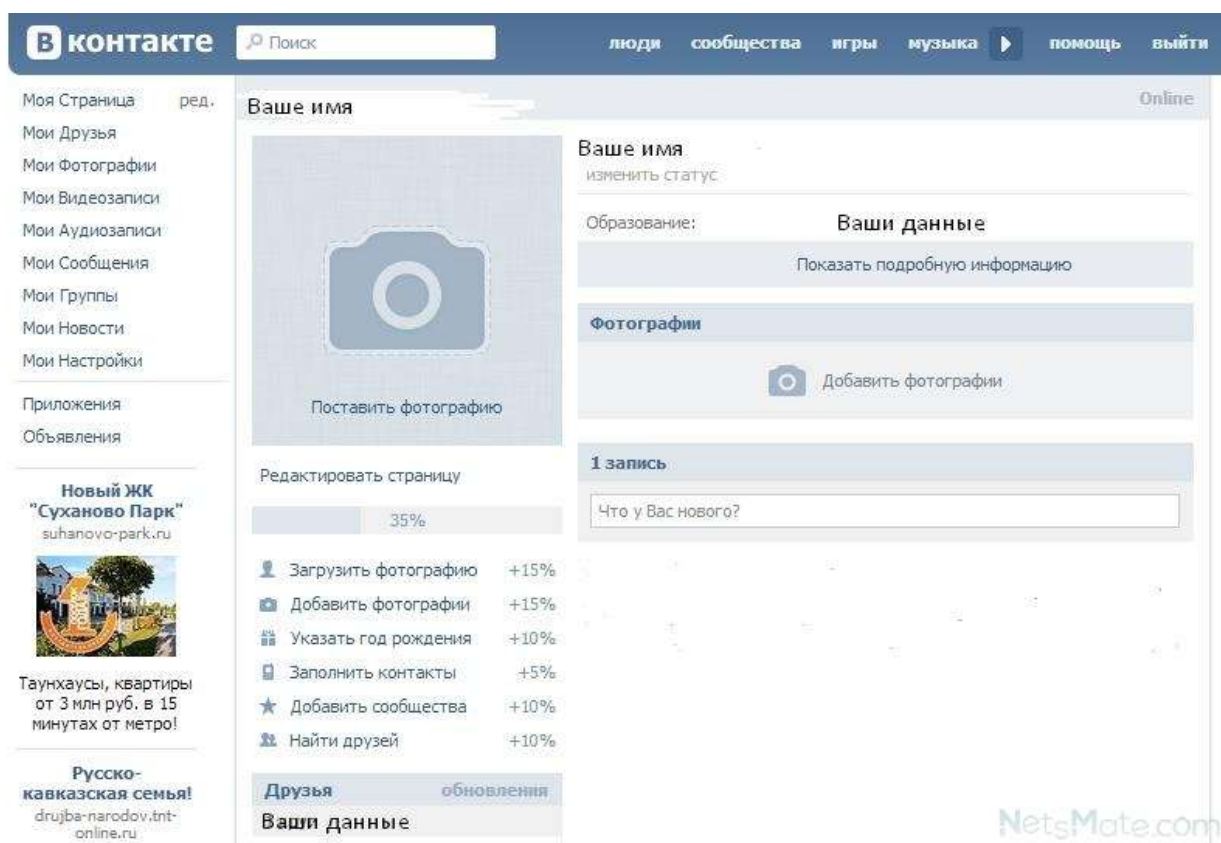 В контакте
Поиск
люди сообщества игры музыка помощь выйти
Моя Страница ред.
Мои Друзья
Мои Фотографии
Мои Видеозаписи
Мои Аудиозаписи
Мои Сообщения
Мои Группы
Мои Новости
Мои Настройки
Приложения
Объявления
Новый ЖК
"Суханово Парк"
suhanovo-park.ru
Таунхаусы, квартиры
от 3 млн руб. в 15
минутах от метро!
Русско-
кавказская семья!
drujba-narodov.tnt-
online.ru
Ваше имя
Online
Поставить фотографию
Редактировать страницу
35%
Загрузить фотографию +15%
Добавить фотографии +15%
Указать год рождения +10%
Заполнить контакты +5%
Добавить сообщества +10%
Найти друзей +10%
Друзья обновления
Ваши данные
Ваше имя
изменить статус
Образование: Ваши данные
Показать подробную информацию
Фотографии
Добавить фотографии
1 запись
Что у Вас нового?
NetsMate.com